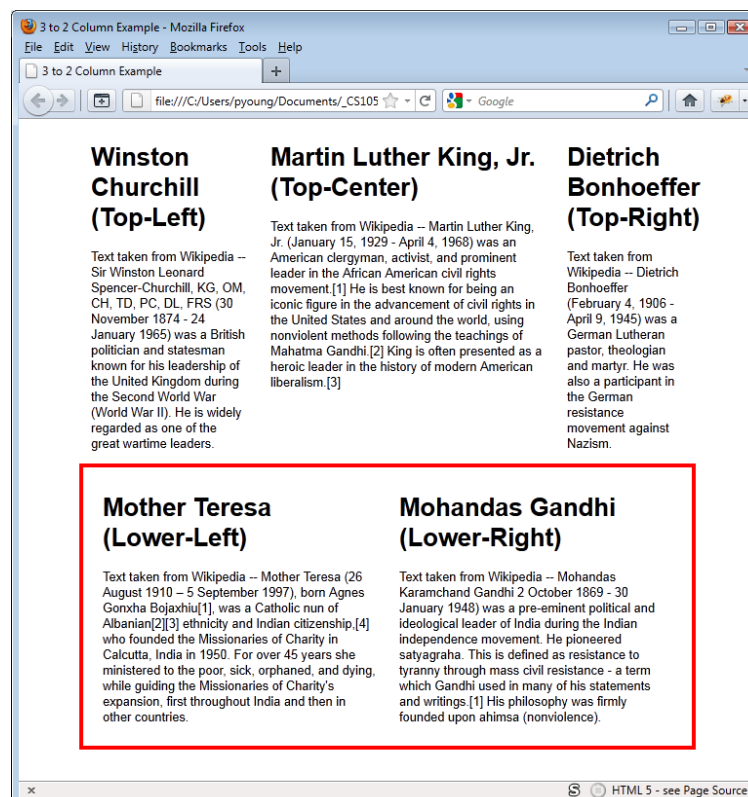 3 to 2 Column Example - Mozilla Firefox
File Edit View History Bookmarks Tools Help
3 to 2 Column Example
file:///C:/Users/pyoung/Documents/_CS105
Google
Winston
Churchill
(Top-Left)
Text taken from Wikipedia --
Sir Winston Leonard
Spencer-Churchill, KG, OM,
CH, TD, PC, DL, FRS (30
November 1874 - 24
January 1965) was a British
politician and statesman
known for his leadership of
the United Kingdom during
the Second World War
(World War II). He is widely
regarded as one of the
great wartime leaders.
Martin Luther King, Jr.
(Top-Center)
Text taken from Wikipedia -- Martin Luther King,
Jr. (January 15, 1929 - April 4, 1968) was an
American clergyman, activist, and prominent
leader in the African American civil rights
movement.[1] He is best known for being an
iconic figure in the advancement of civil rights in
the United States and around the world, using
nonviolent methods following the teachings of
Mahatma Gandhi.[2] King is often presented as a
heroic leader in the history of modern American
liberalism.[3]
Dietrich
Bonhoeffer
(Top-Right)
Text taken from
Wikipedia -- Dietrich
Bonhoeffer
(February 4, 1906 -
April 9, 1945) was a
German Lutheran
pastor, theologian
and martyr. He was
also a participant in
the German
resistance
movement against
Nazism.
Mother Teresa
(Lower-Left)
Text taken from Wikipedia -- Mother Teresa (26
August 1910 – 5 September 1997), born Agnes
Gonxha Bojaxhiu[1], was a Catholic nun of
Albanian[2][3] ethnicity and Indian citizenship,[4]
who founded the Missionaries of Charity in
Calcutta, India in 1950. For over 45 years she
ministered to the poor, sick, orphaned, and dying,
while guiding the Missionaries of Charity's
expansion, first throughout India and then in
other countries.
Mohandas Gandhi
(Lower-Right)
Text taken from Wikipedia -- Mohandas
Karamchand Gandhi 2 October 1869 - 30
January 1948) was a pre-eminent political and
ideological leader of India during the Indian
independence movement. He pioneered
satyagraha. This is defined as resistance to
tyranny through mass civil resistance - a term
which Gandhi used in many of his statements
and writings.[1] His philosophy was firmly
founded upon ahimsa (nonviolence).
HTML 5 - see Page Source